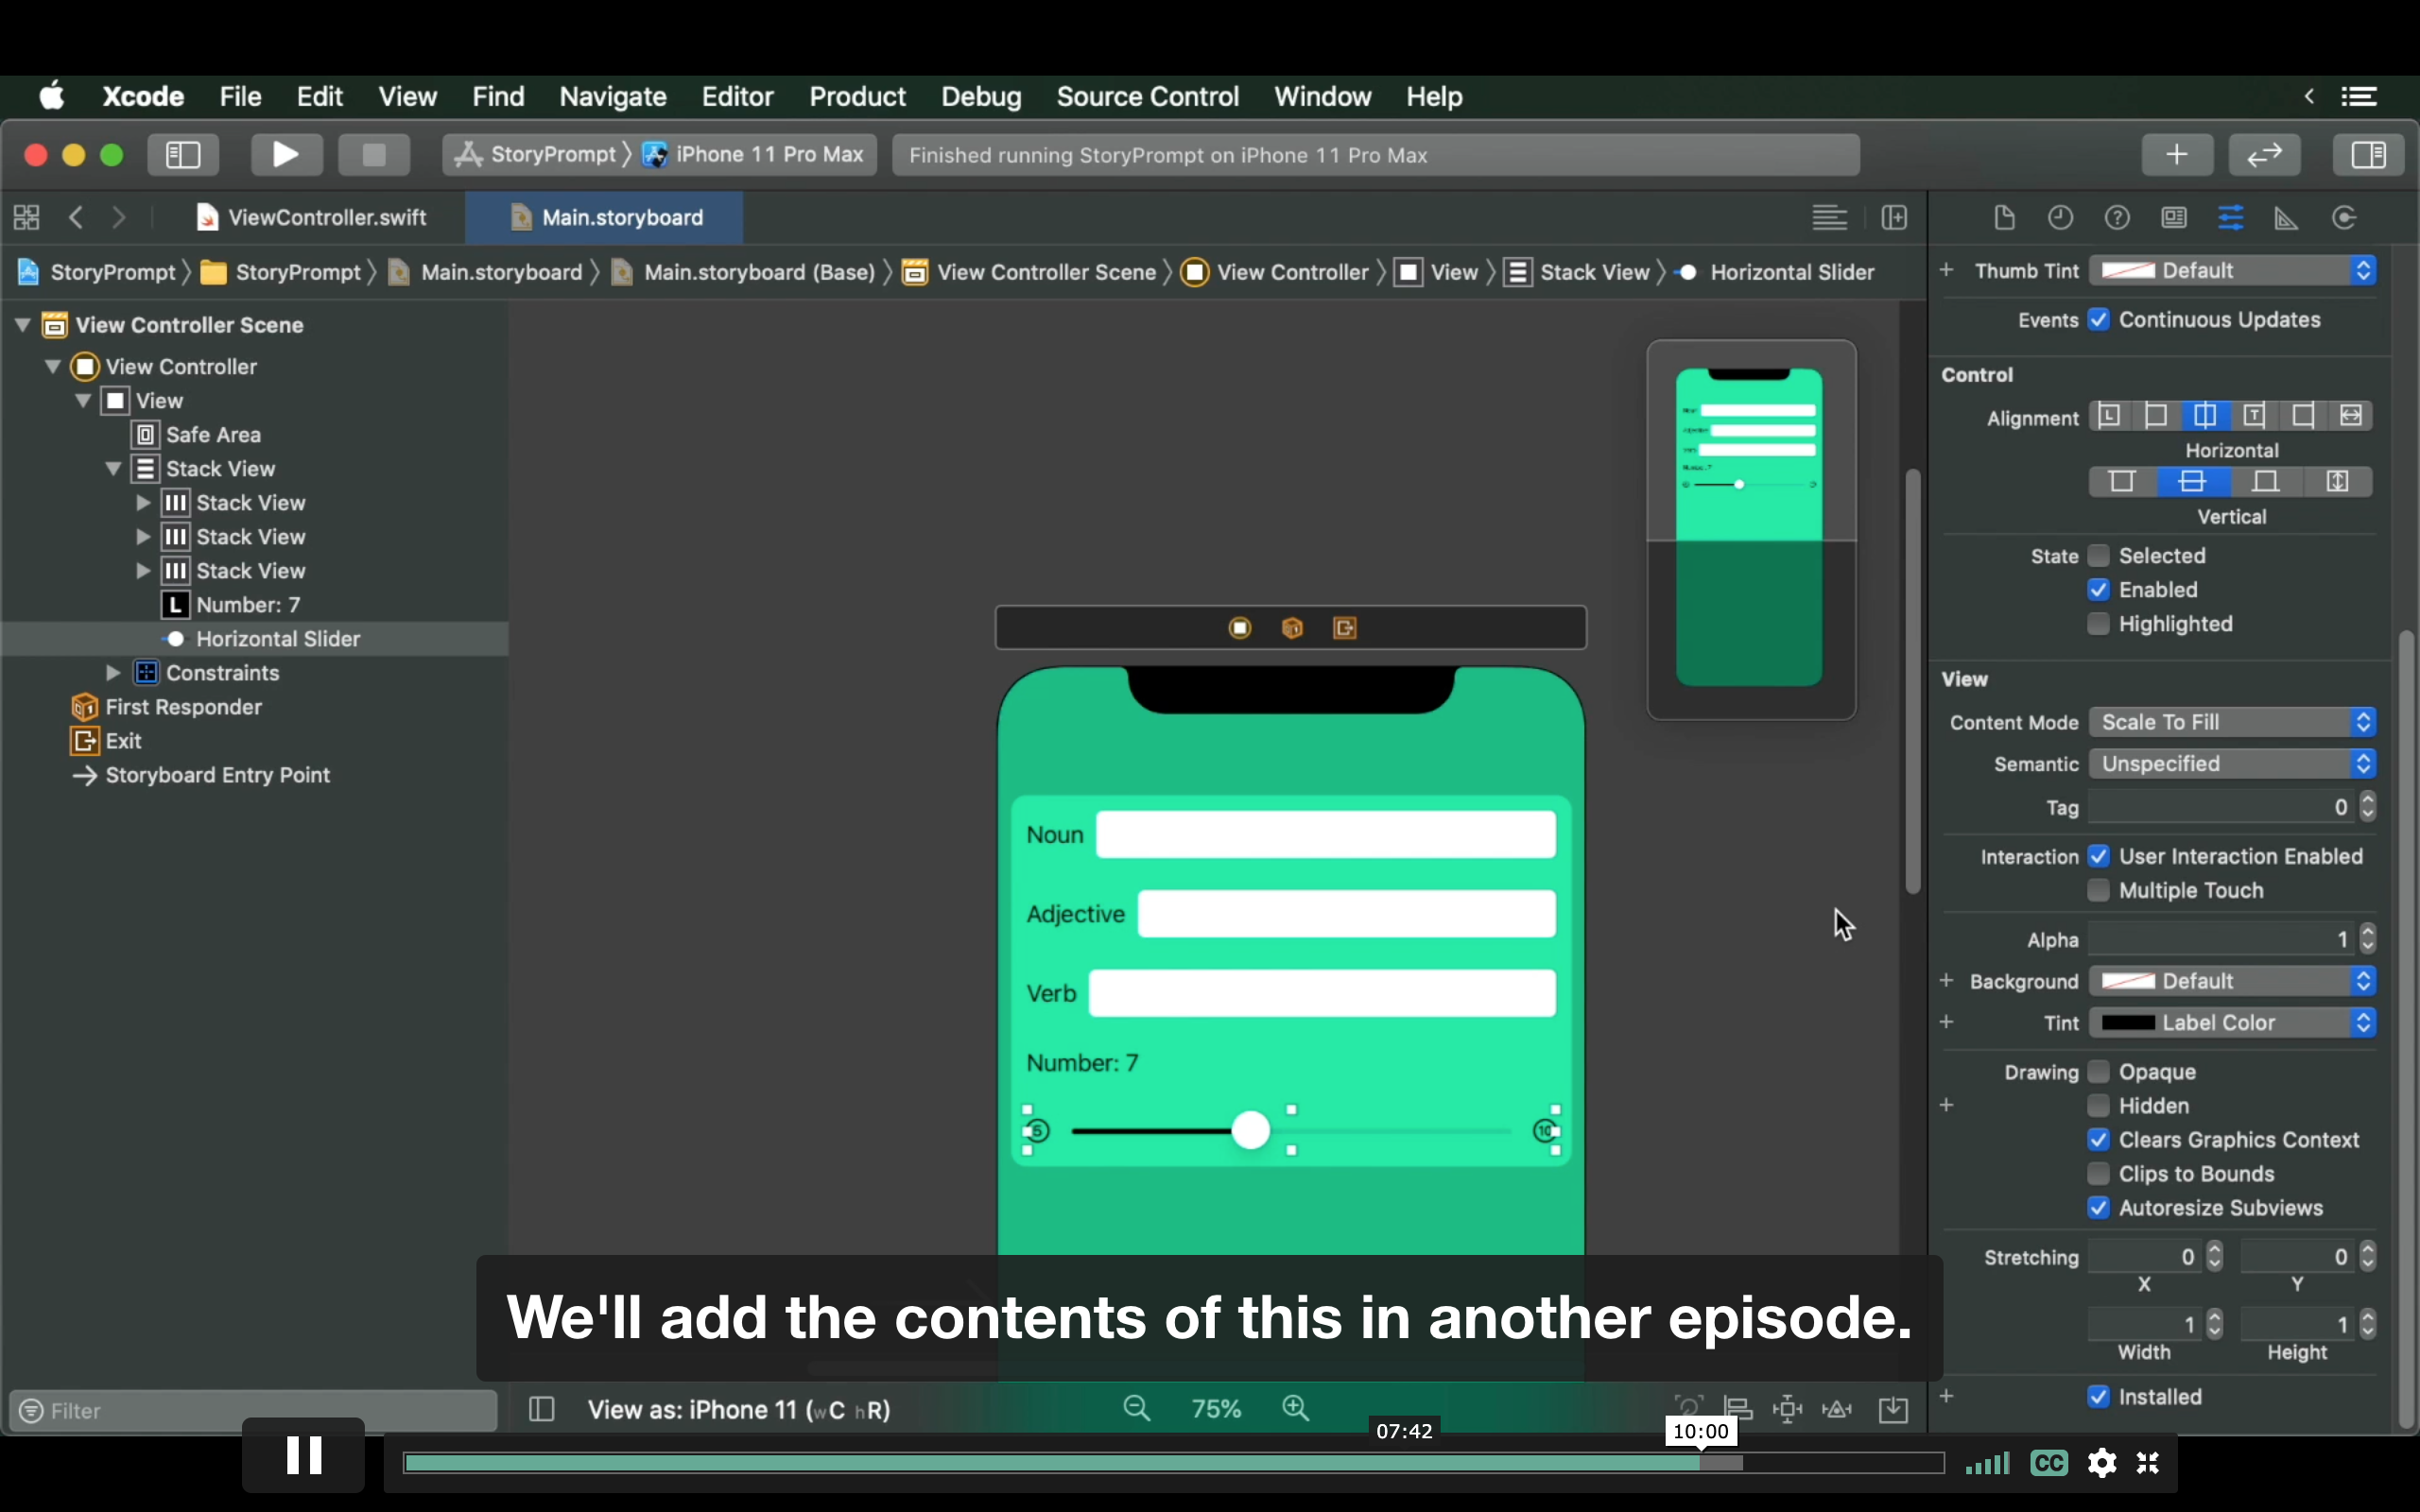 Xcode File Edit View Find Navigate Editor Product Debug Source Control Window Help
StoryPrompt iPhone 11 Pro Max Finished running StoryPrompt on iPhone 11 Pro Max
ViewController.swift Main.storyboard
StoryPrompt StoryPrompt Main.storyboard Main.storyboard (Base) View Controller Scene View Controller View Stack View Horizontal Slider
View Controller Scene
View Controller
View
Safe Area
Stack View
Stack View
Stack View
Stack View
L Number: 7
Horizontal Slider
Constraints
First Responder
Exit
Storyboard Entry Point
Filter
Noun
Adjective
Verb
Number: 7
5 10
Thumb Tint Default
Events Continuous Updates
Control
Alignment
Horizontal
Vertical
State Selected
Enabled
Highlighted
View
Content Mode Scale To Fill
Semantic Unspecified
Tag 0
Interaction User Interaction Enabled
Multiple Touch
Alpha 1
Background Default
Tint Label Color
Drawing Opaque
Hidden
Clears Graphics Context
Clips to Bounds
Autoresize Subviews
Stretching 0 0
X Y
1 1
Width Height
Installed
We'll add the contents of this in another episode.
View as: iPhone 11 (wC hR) 75%
07:42 10:00
CC